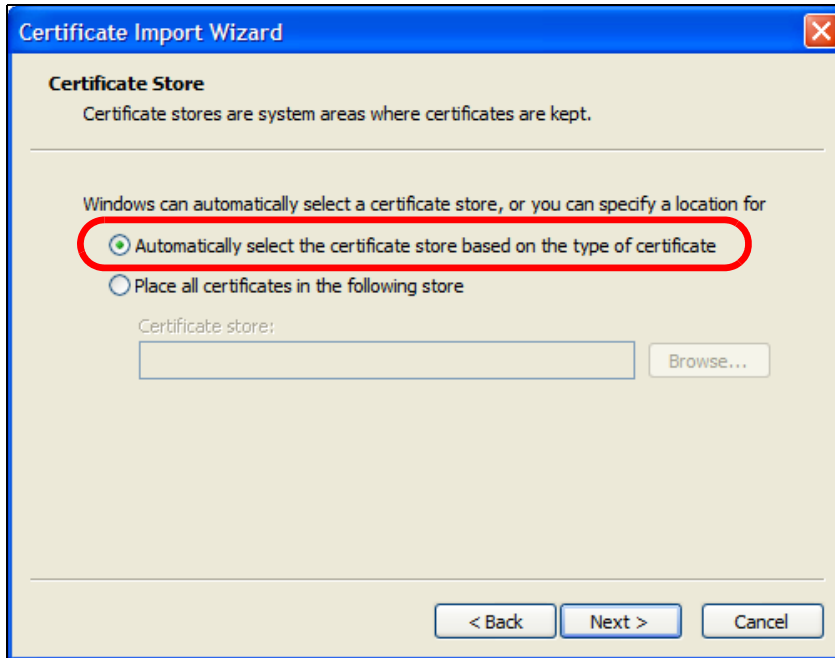 Certificate Import Wizard
Certificate Store
Certificate stores are system areas where certificates are kept.
Windows can automatically select a certificate store, or you can specify a location for
Automatically select the certificate store based on the type of certificate
Place all certificates in the following store
Certificate store:
Browse...
< Back
Next >
Cancel